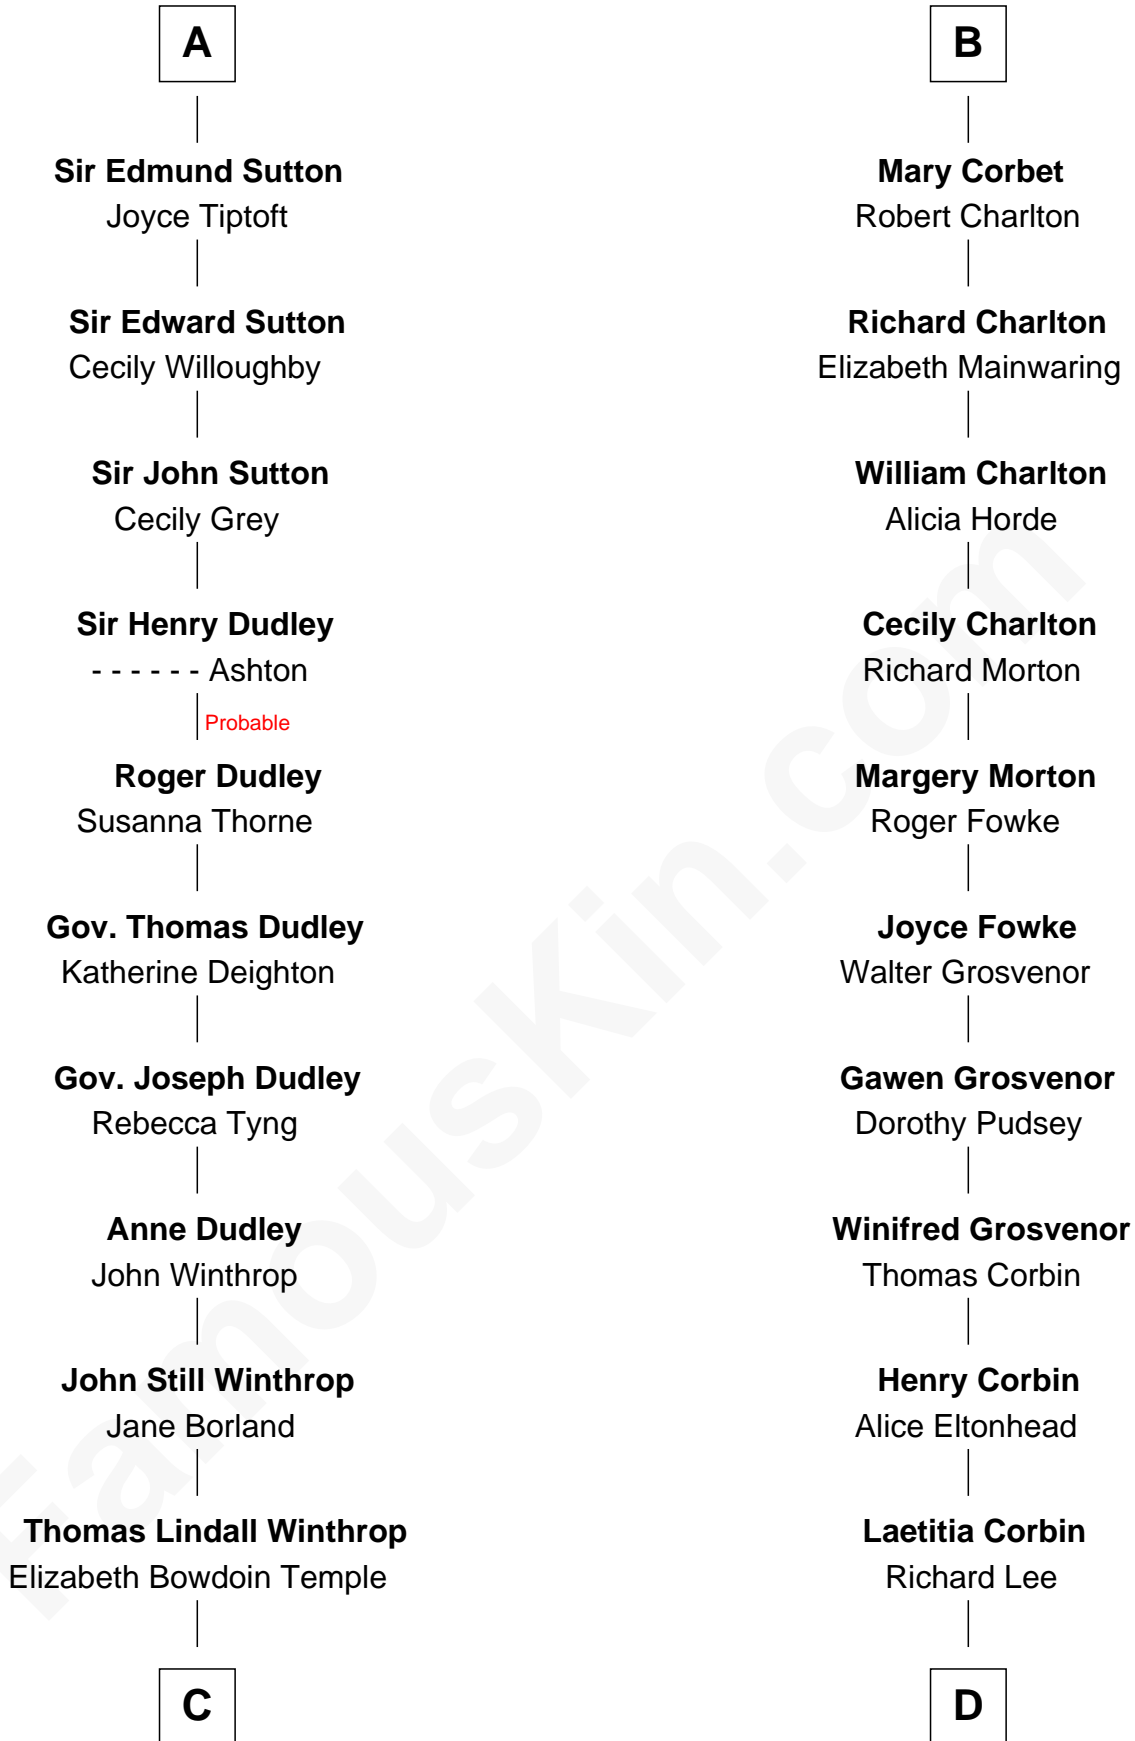 A
Sir Edmund Sutton
Joyce Tiptoft
Sir Edward Sutton
Cecily Willoughby
Sir John Sutton
Cecily Grey
Sir Henry Dudley
- - - - - - Ashton
Probable
Roger Dudley
Susanna Thorne
Gov. Thomas Dudley
Katherine Deighton
Gov. Joseph Dudley
Rebecca Tyng
Anne Dudley
John Winthrop
John Still Winthrop
Jane Borland
Thomas Lindall Winthrop
Elizabeth Bowdoin Temple
C
B
Mary Corbet
Robert Charlton
Richard Charlton
Elizabeth Mainwaring
William Charlton
Alicia Horde
Cecily Charlton
Richard Morton
Margery Morton
Roger Fowke
Joyce Fowke
Walter Grosvenor
Gawen Grosvenor
Dorothy Pudsey
Winifred Grosvenor
Thomas Corbin
Henry Corbin
Alice Eltonhead
Laetitia Corbin
Richard Lee
D
FamousKin.com